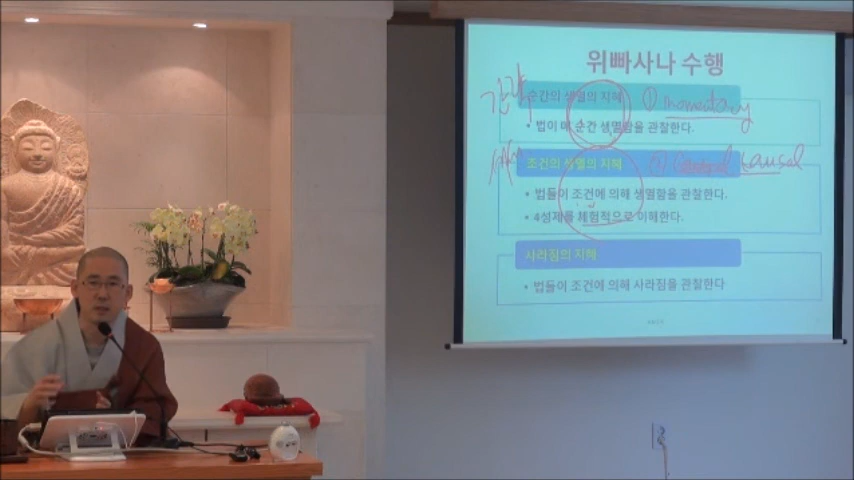 위빠사나 수행
순간의 생멸의 지혜 ① momentary
• 법이 매 순간 생멸함을 관찰한다.
조건의 생멸의 지혜 causal
• 법들이 조건에 의해 생멸함을 관찰한다.
• 4성제를 체험적으로 이해한다.
사라짐의 지혜
• 법들이 조건에 의해 사라짐을 관찰한다